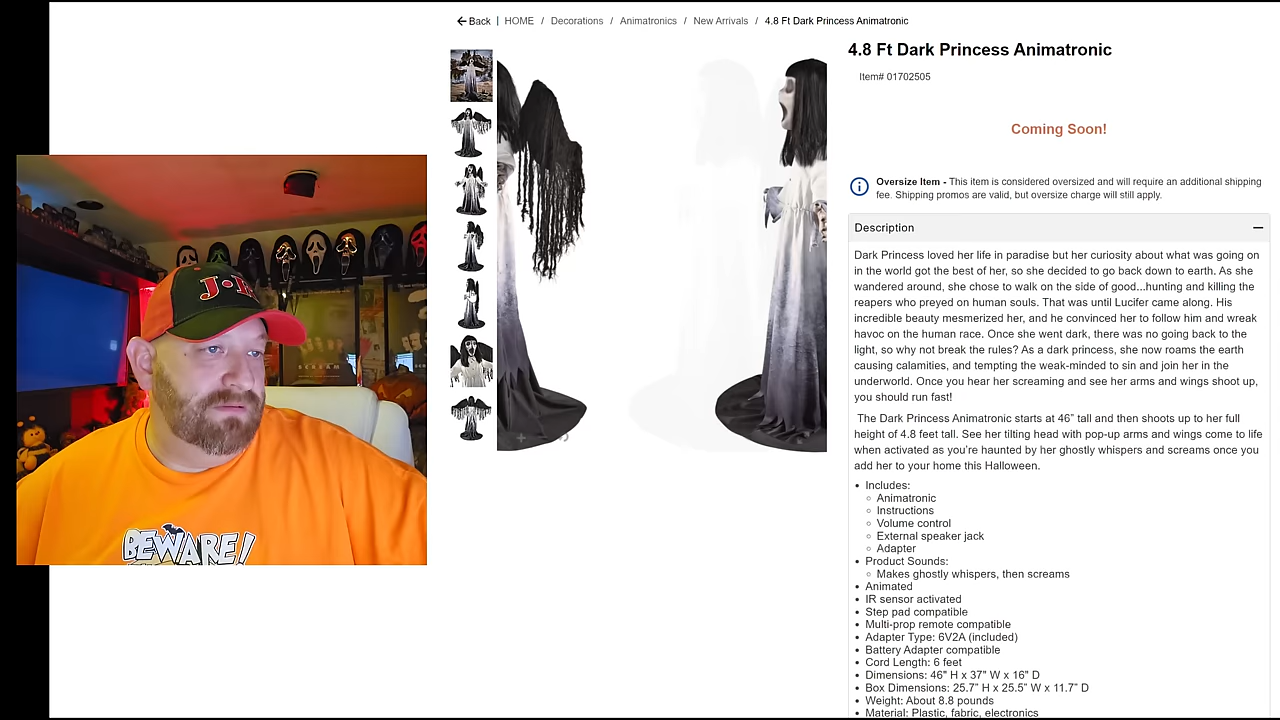 Back | HOME / Decorations / Animatronics / New Arrivals / 4.8 Ft Dark Princess Animatronic
4.8 Ft Dark Princess Animatronic
Item# 01702505
Coming Soon!
Oversize Item - This item is considered oversized and will require an additional shipping
fee. Shipping promos are valid, but oversize charge will still apply.
Description
Dark Princess loved her life in paradise but her curiosity about what was going on
in the world got the best of her, so she decided to go back down to earth. As she
wandered around, she chose to walk on the side of good...hunting and killing the
reapers who preyed on human souls. That was until Lucifer came along. His
incredible beauty mesmerized her, and he convinced her to follow him and wreak
havoc on the human race. Once she went dark, there was no going back to the
light, so why not break the rules? As a dark princess, she now roams the earth
causing calamities, and tempting the weak-minded to sin and join her in the
underworld. Once you hear her screaming and see her arms and wings shoot up,
you should run fast!
The Dark Princess Animatronic starts at 46” tall and then shoots up to her full
height of 4.8 feet tall. See her tilting head with pop-up arms and wings come to life
when activated as you’re haunted by her ghostly whispers and screams once you
add her to your home this Halloween.
• Includes:
◦ Animatronic
◦ Instructions
◦ Volume control
◦ External speaker jack
◦ Adapter
• Product Sounds:
◦ Makes ghostly whispers, then screams
• Animated
• IR sensor activated
• Step pad compatible
• Multi-prop remote compatible
• Adapter Type: 6V2A (included)
• Battery Adapter compatible
• Cord Length: 6 feet
• Dimensions: 46" H x 37" W x 16" D
• Box Dimensions: 25.7” H x 25.5” W x 11.7” D
• Weight: About 8.8 pounds
• Material: Plastic, fabric, electronics
SCREAM
BEWARE!